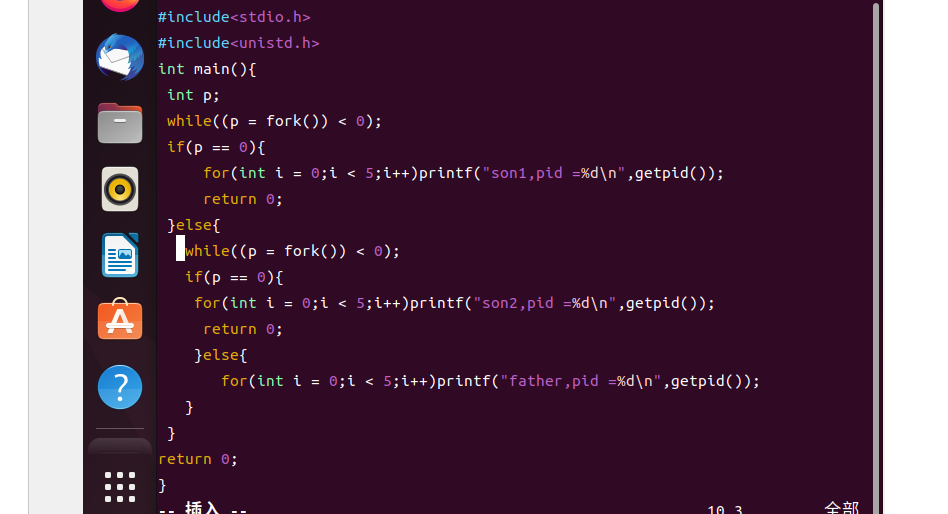 #include<stdio.h>
#include<unistd.h>
int main(){
 int p;
 while((p = fork()) < 0);
 if(p == 0){
     for(int i = 0;i < 5;i++)printf("son1,pid =%d\n",getpid());
     return 0;
 }else{
   while((p = fork()) < 0);
   if(p == 0){
    for(int i = 0;i < 5;i++)printf("son2,pid =%d\n",getpid());
     return 0;
    }else{
       for(int i = 0;i < 5;i++)printf("father,pid =%d\n",getpid());
   }
 }
return 0;
}
-- 插入 -- 10,3 全部